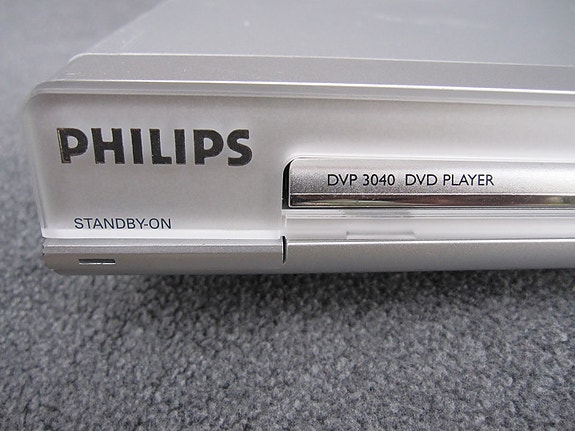 PHILIPS
DVP 3040 DVD PLAYER
STANDBY-ON